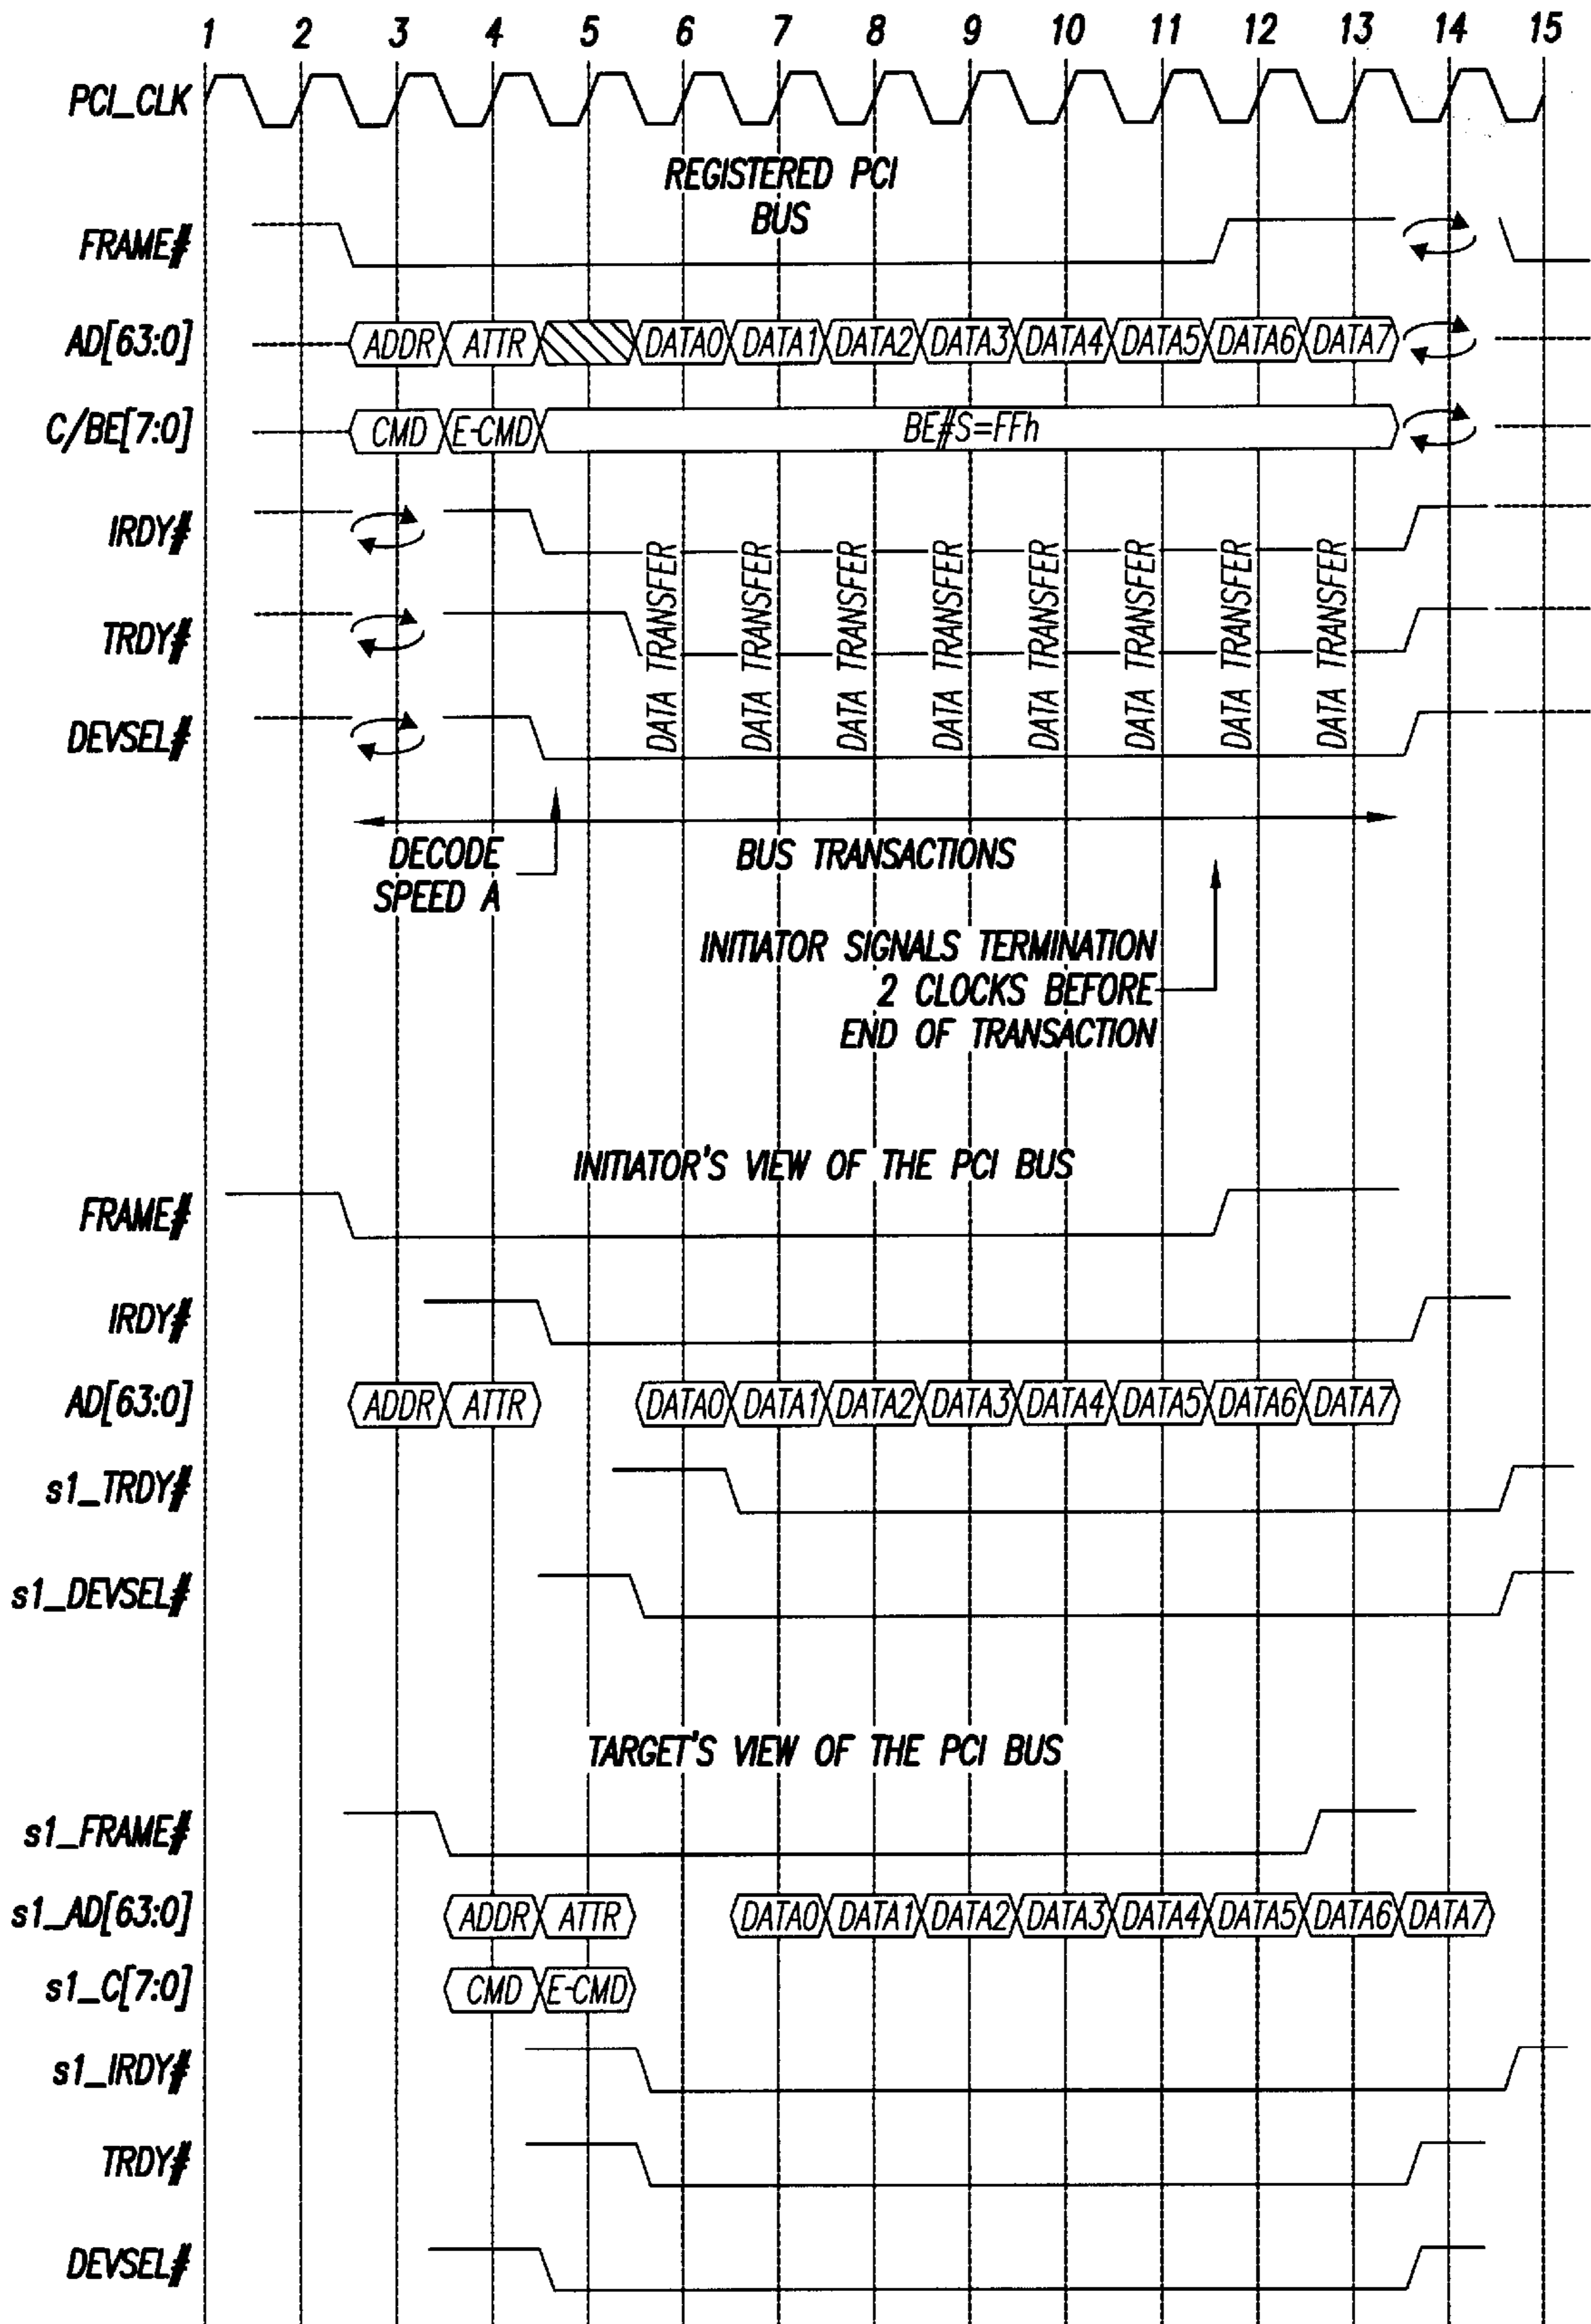 1 2 3 4 5 6 7 8 9 10 11 12 13 14 15
PCI_CLK
REGISTERED PCI
BUS
FRAME#
AD[63:0] ADDR ATTR DATA0 DATA1 DATA2 DATA3 DATA4 DATA5 DATA6 DATA7
C/BE[7:0] CMD E-CMD BE#S=FFh
IRDY#
TRDY#
DEVSEL#
DATA TRANSFER
DATA TRANSFER
DATA TRANSFER
DATA TRANSFER
DATA TRANSFER
DATA TRANSFER
DATA TRANSFER
DATA TRANSFER
DECODE
SPEED A
BUS TRANSACTIONS
INITIATOR SIGNALS TERMINATION
2 CLOCKS BEFORE
END OF TRANSACTION
INITIATOR'S VIEW OF THE PCI BUS
FRAME#
IRDY#
AD[63:0] ADDR ATTR DATA0 DATA1 DATA2 DATA3 DATA4 DATA5 DATA6 DATA7
s1_TRDY#
s1_DEVSEL#
TARGET'S VIEW OF THE PCI BUS
s1_FRAME#
s1_AD[63:0] ADDR ATTR DATA0 DATA1 DATA2 DATA3 DATA4 DATA5 DATA6 DATA7
s1_C[7:0] CMD E-CMD
s1_IRDY#
TRDY#
DEVSEL#